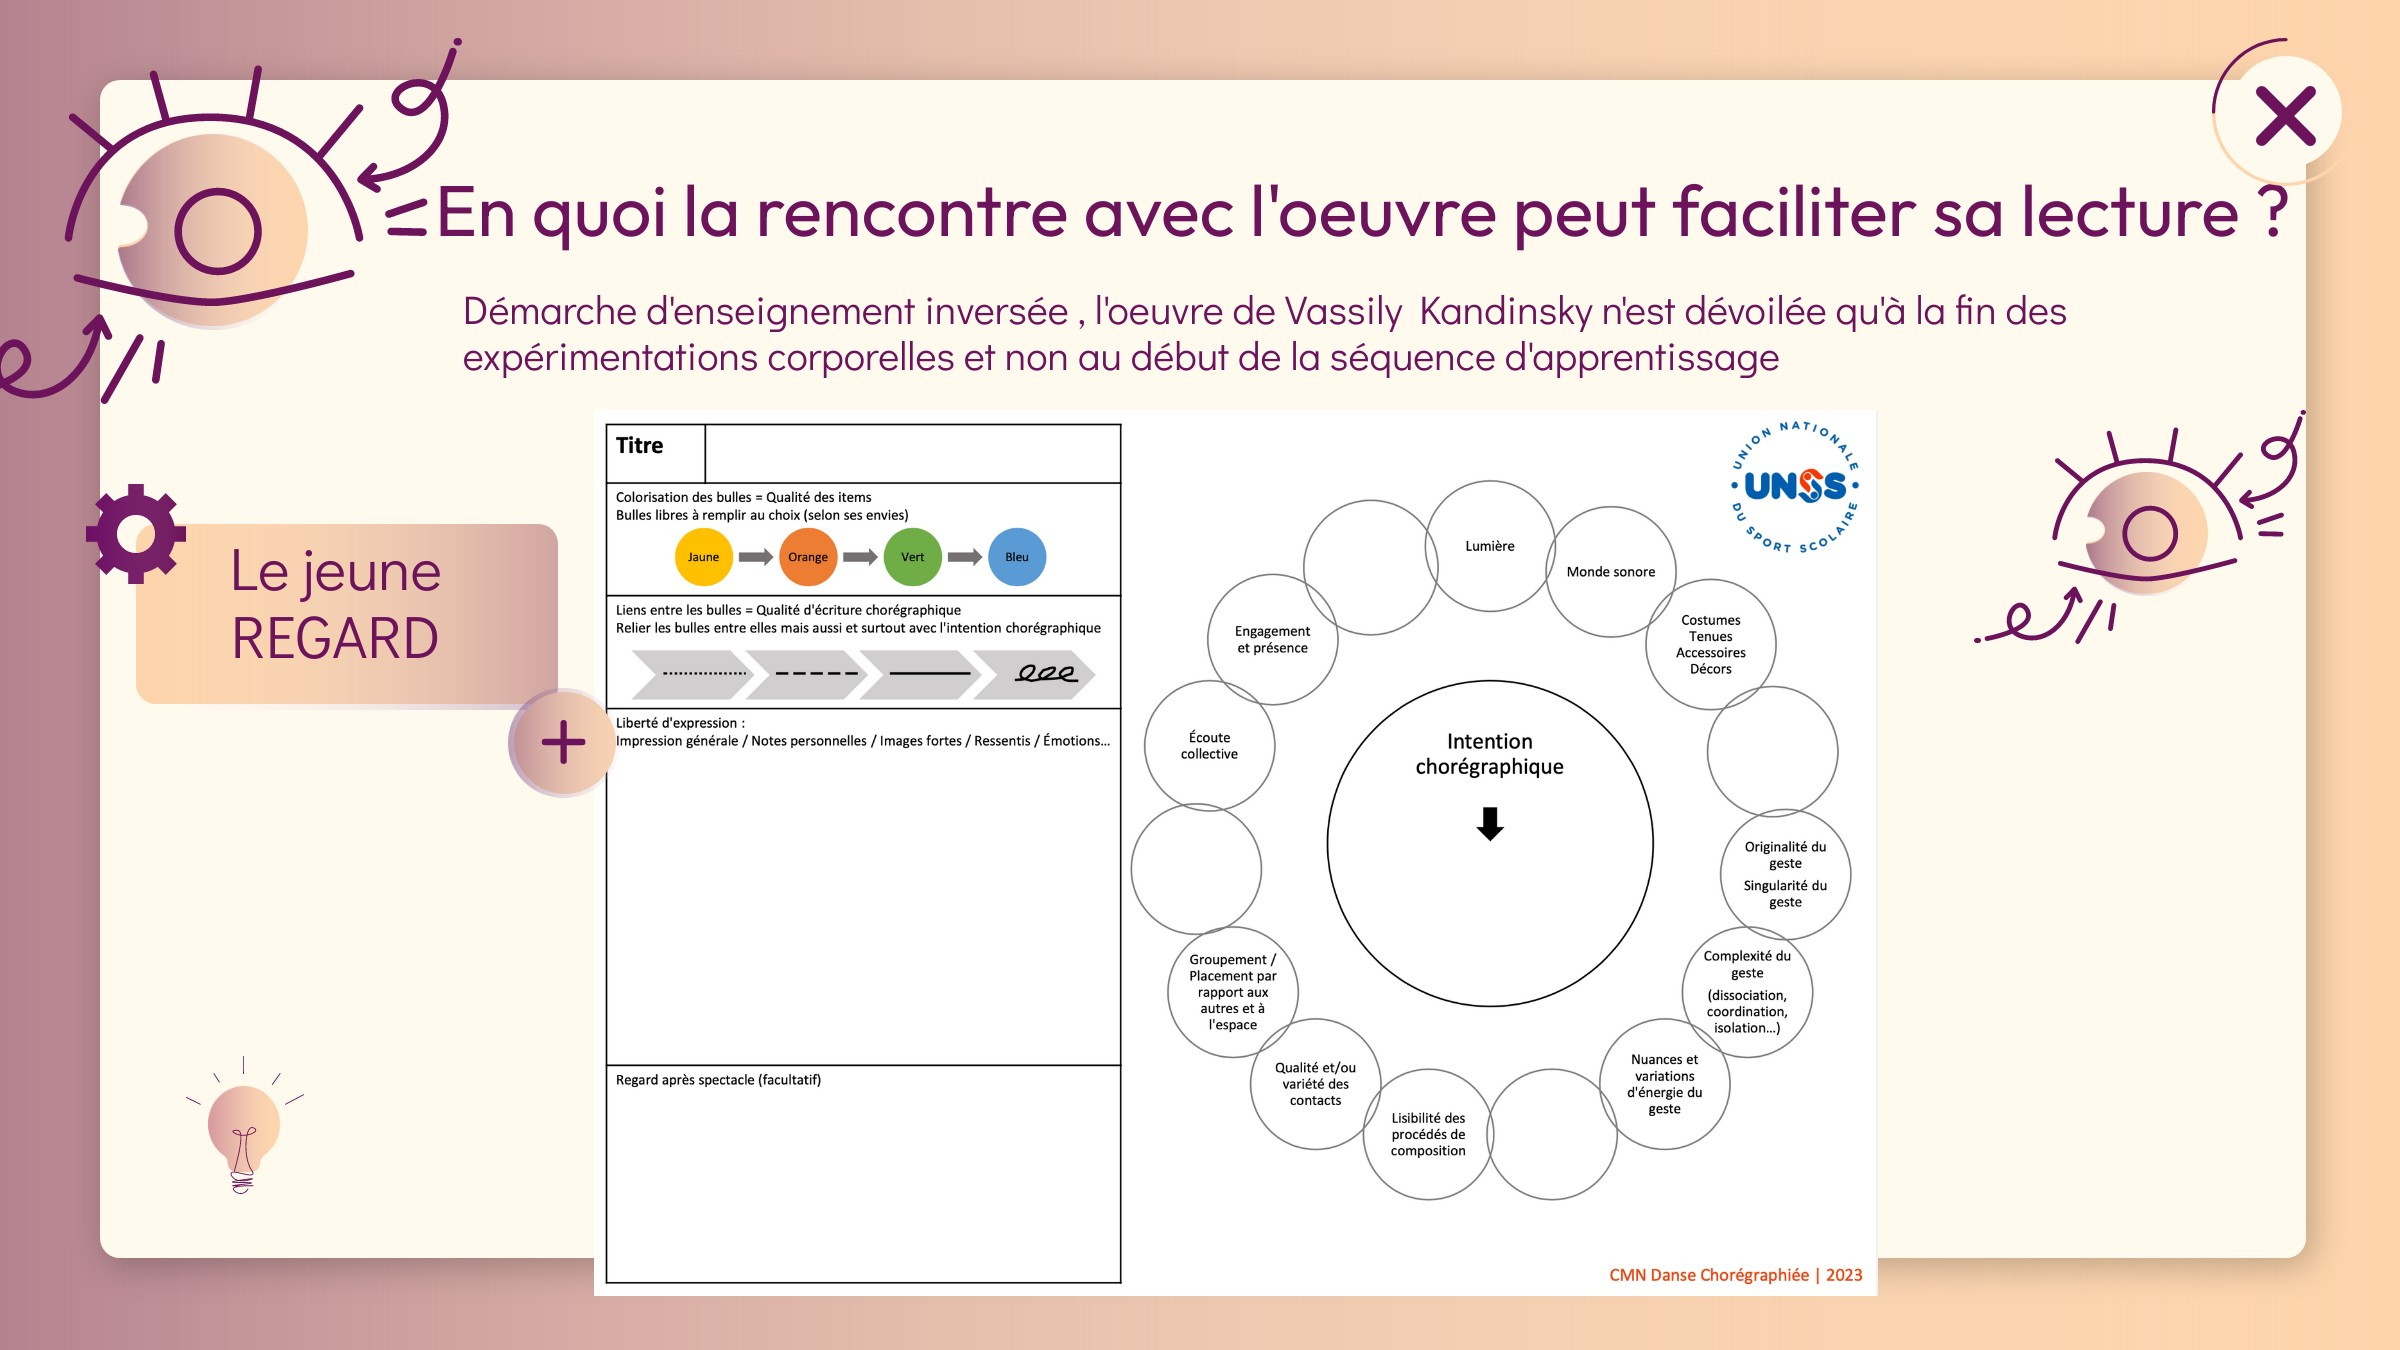 En quoi la rencontre avec l'oeuvre peut faciliter sa lecture ?
Démarche d'enseignement inversée , l'oeuvre de Vassily Kandinsky n'est dévoilée qu'à la fin des
expérimentations corporelles et non au début de la séquence d'apprentissage
Le jeune
REGARD
Titre
Colorisation des bulles = Qualité des items
Bulles libres à remplir au choix (selon ses envies)
Jaune
Orange
Vert
Bleu
Liens entre les bulles = Qualité d'écriture chorégraphique
Relier les bulles entre elles mais aussi et surtout avec l'intention chorégraphique
Liberté d'expression :
Impression générale / Notes personnelles / Images fortes / Ressentis / Émotions...
Regard après spectacle (facultatif)
UNION NATIONALE
UNSS
DU SPORT SCOLAIRE
Lumière
Monde sonore
Costumes
Tenues
Accessoires
Décors
Originalité du
geste
Singularité du
geste
Complexité du
geste
(dissociation,
coordination,
isolation...)
Nuances et
variations
d'énergie du
geste
Lisibilité des
procédés de
composition
Qualité et/ou
variété des
contacts
Groupement /
Placement par
rapport aux
autres et à
l'espace
Écoute
collective
Engagement
et présence
Intention
chorégraphique
CMN Danse Chorégraphiée | 2023